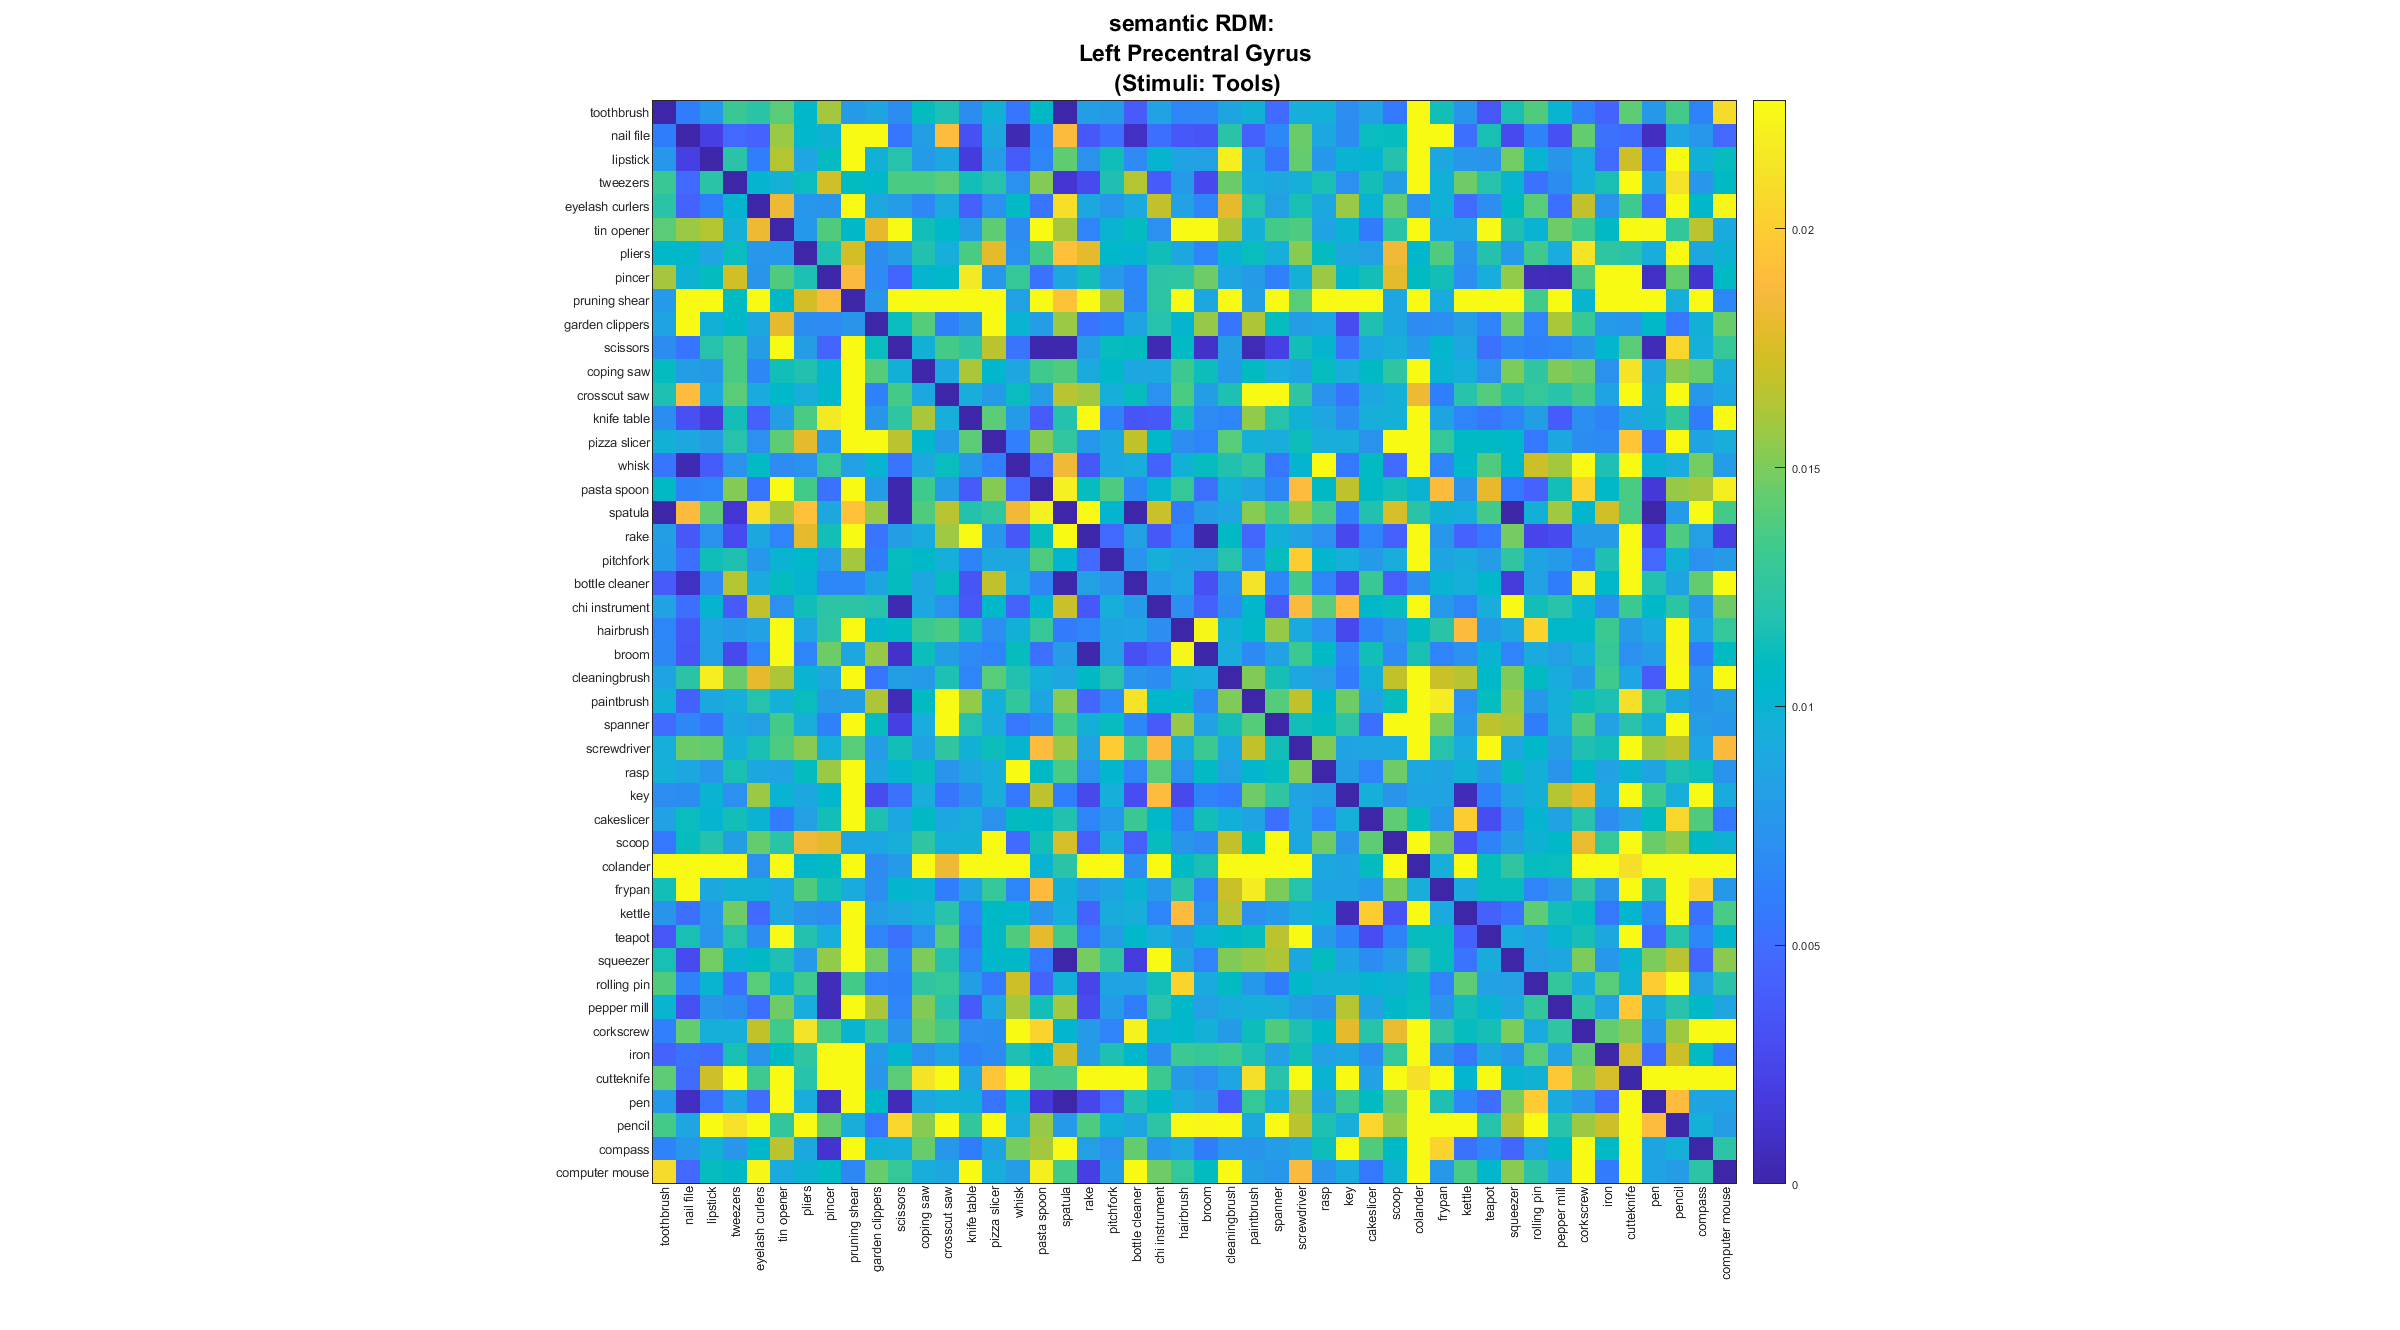 semantic RDM:
Left Precentral Gyrus
(Stimuli: Tools)
toothbrush
nail file
lipstick
tweezers
eyelash curlers
tin opener
pliers
pincer
pruning shear
garden clippers
scissors
coping saw
crosscut saw
knife table
pizza slicer
whisk
pasta spoon
spatula
rake
pitchfork
bottle cleaner
chi instrument
hairbrush
broom
cleaningbrush
paintbrush
spanner
screwdriver
rasp
key
cakeslicer
scoop
colander
frypan
kettle
teapot
squeezer
rolling pin
pepper mill
corkscrew
iron
cutteknife
pen
pencil
compass
computer mouse
0.02
0.015
0.01
0.005
0
toothbrush
nail file
lipstick
tweezers
eyelash curlers
tin opener
pliers
pincer
pruning shear
garden clippers
scissors
coping saw
crosscut saw
knife table
pizza slicer
whisk
pasta spoon
spatula
rake
pitchfork
bottle cleaner
chi instrument
hairbrush
broom
cleaningbrush
paintbrush
spanner
screwdriver
rasp
key
cakeslicer
scoop
colander
frypan
kettle
teapot
squeezer
rolling pin
pepper mill
corkscrew
iron
cutteknife
pen
pencil
compass
computer mouse